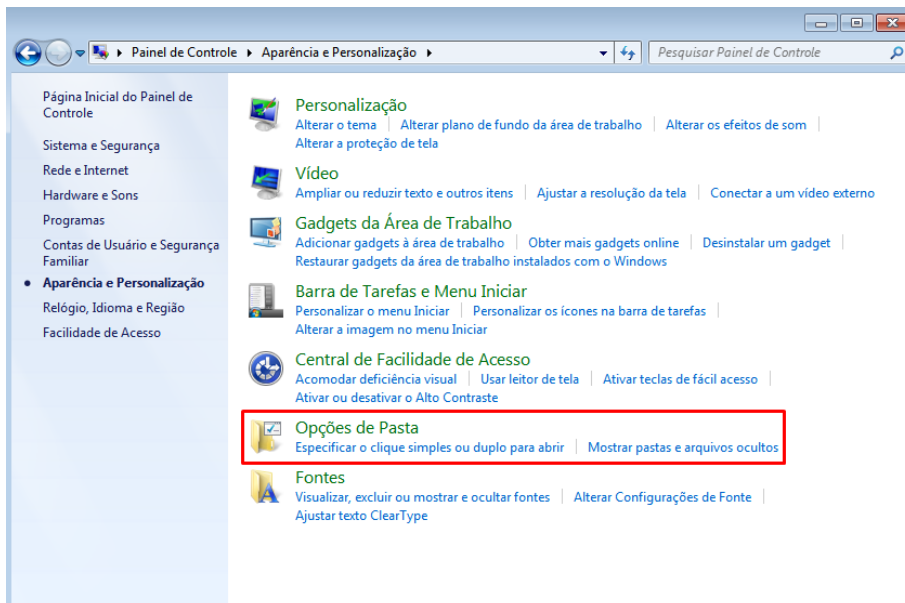 Painel de Controle ▸ Aparência e Personalização ▸
Pesquisar Painel de Controle
Página Inicial do Painel de
Controle
Sistema e Segurança
Rede e Internet
Hardware e Sons
Programas
Contas de Usuário e Segurança
Familiar
Aparência e Personalização
Relógio, Idioma e Região
Facilidade de Acesso
Personalização
Alterar o tema | Alterar plano de fundo da área de trabalho | Alterar os efeitos de som |
Alterar a proteção de tela
Vídeo
Ampliar ou reduzir texto e outros itens | Ajustar a resolução da tela | Conectar a um vídeo externo
Gadgets da Área de Trabalho
Adicionar gadgets à área de trabalho | Obter mais gadgets online | Desinstalar um gadget |
Restaurar gadgets da área de trabalho instalados com o Windows
Barra de Tarefas e Menu Iniciar
Personalizar o menu Iniciar | Personalizar os ícones na barra de tarefas |
Alterar a imagem no menu Iniciar
Central de Facilidade de Acesso
Acomodar deficiência visual | Usar leitor de tela | Ativar teclas de fácil acesso |
Ativar ou desativar o Alto Contraste
Opções de Pasta
Especificar o clique simples ou duplo para abrir | Mostrar pastas e arquivos ocultos
Fontes
Visualizar, excluir ou mostrar e ocultar fontes | Alterar Configurações de Fonte |
Ajustar texto ClearType